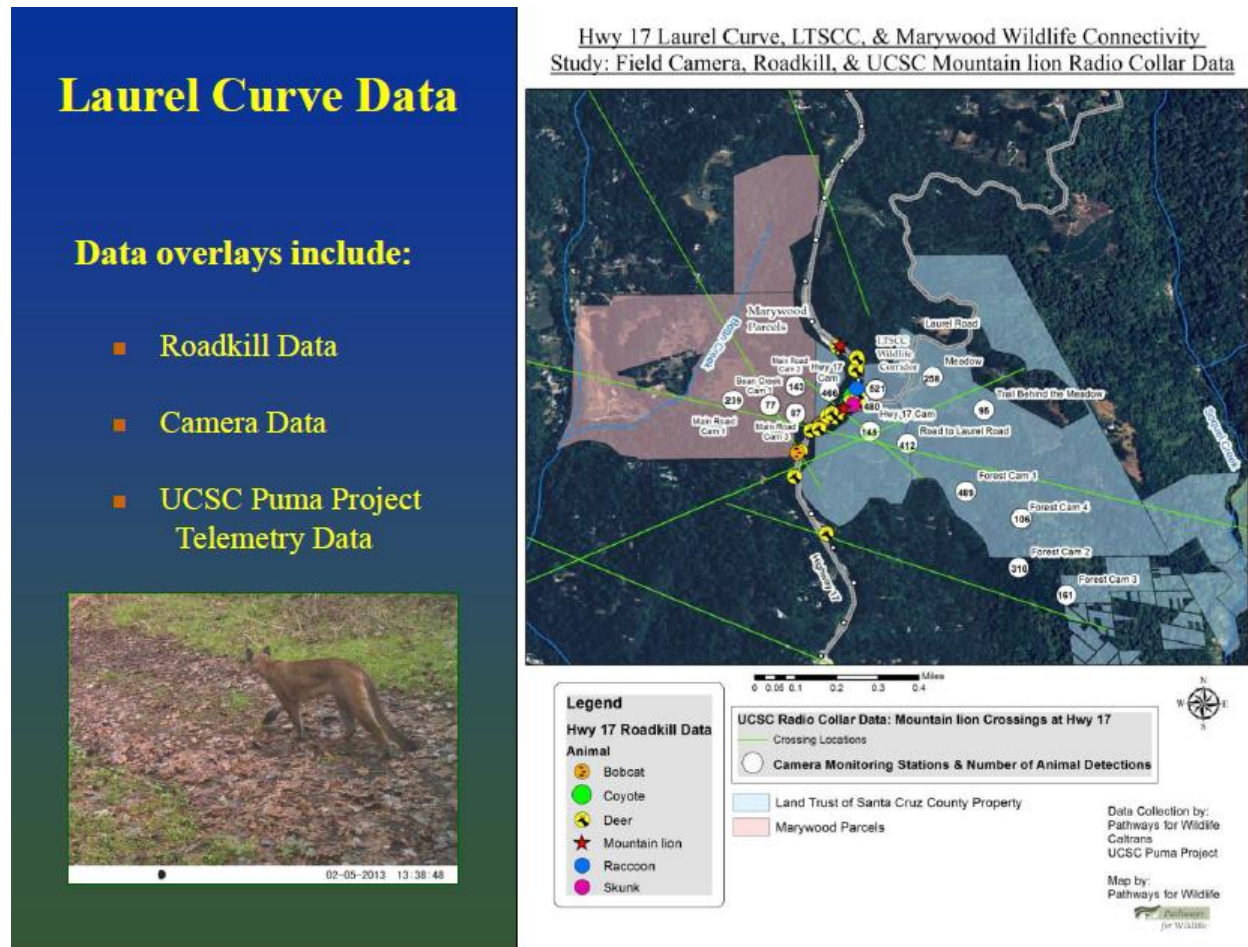 Laurel Curve Data
Data overlays include:
Roadkill Data
Camera Data
UCSC Puma Project
Telemetry Data
02-05-2013 13:38:48
Hwy 17 Laurel Curve, LTSCC, & Marywood Wildlife Connectivity
Study: Field Camera, Roadkill, & UCSC Mountain lion Radio Collar Data
Marywood
Parcels
Bean Creek
Laurel Road
LTSCC
Wildlife
Corridor
Meadow
258
Main Road
Cam 2
143
Hwy 17
Cam
466
521
Bean Creek
Cam 1
239
77
87
480
Hwy 17 Cam
Trail Behind the Meadow
95
Main Road
Cam 1
Main Road
Cam 3
145
Road to Laurel Road
412
Soquel Creek
Forest Cam 1
489
Forest Cam 4
106
Forest Cam 2
316
Forest Cam 3
161
Highway 17
Miles
0 0.05 0.1 0.2 0.3 0.4
N
W E
S
Legend
Hwy 17 Roadkill Data
Animal
Bobcat
Coyote
Deer
Mountain lion
Raccoon
Skunk
UCSC Radio Collar Data: Mountain lion Crossings at Hwy 17
Crossing Locations
Camera Monitoring Stations & Number of Animal Detections
Land Trust of Santa Cruz County Property
Marywood Parcels
Data Collection by:
Pathways for Wildlife
Caltrans
UCSC Puma Project
Map by:
Pathways for Wildlife
Pathways
for Wildlife